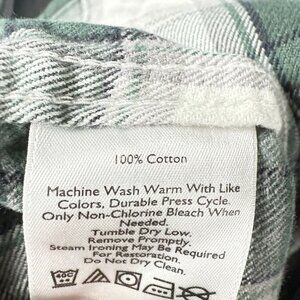 100% Cotton
Machine Wash Warm With Like
Colors, Durable Press Cycle.
Only Non-Chlorine Bleach When
Needed.
Tumble Dry Low.
Remove Promptly.
Steam Ironing May Be Required
For Restoration.
Do Not Dry Clean.
40C